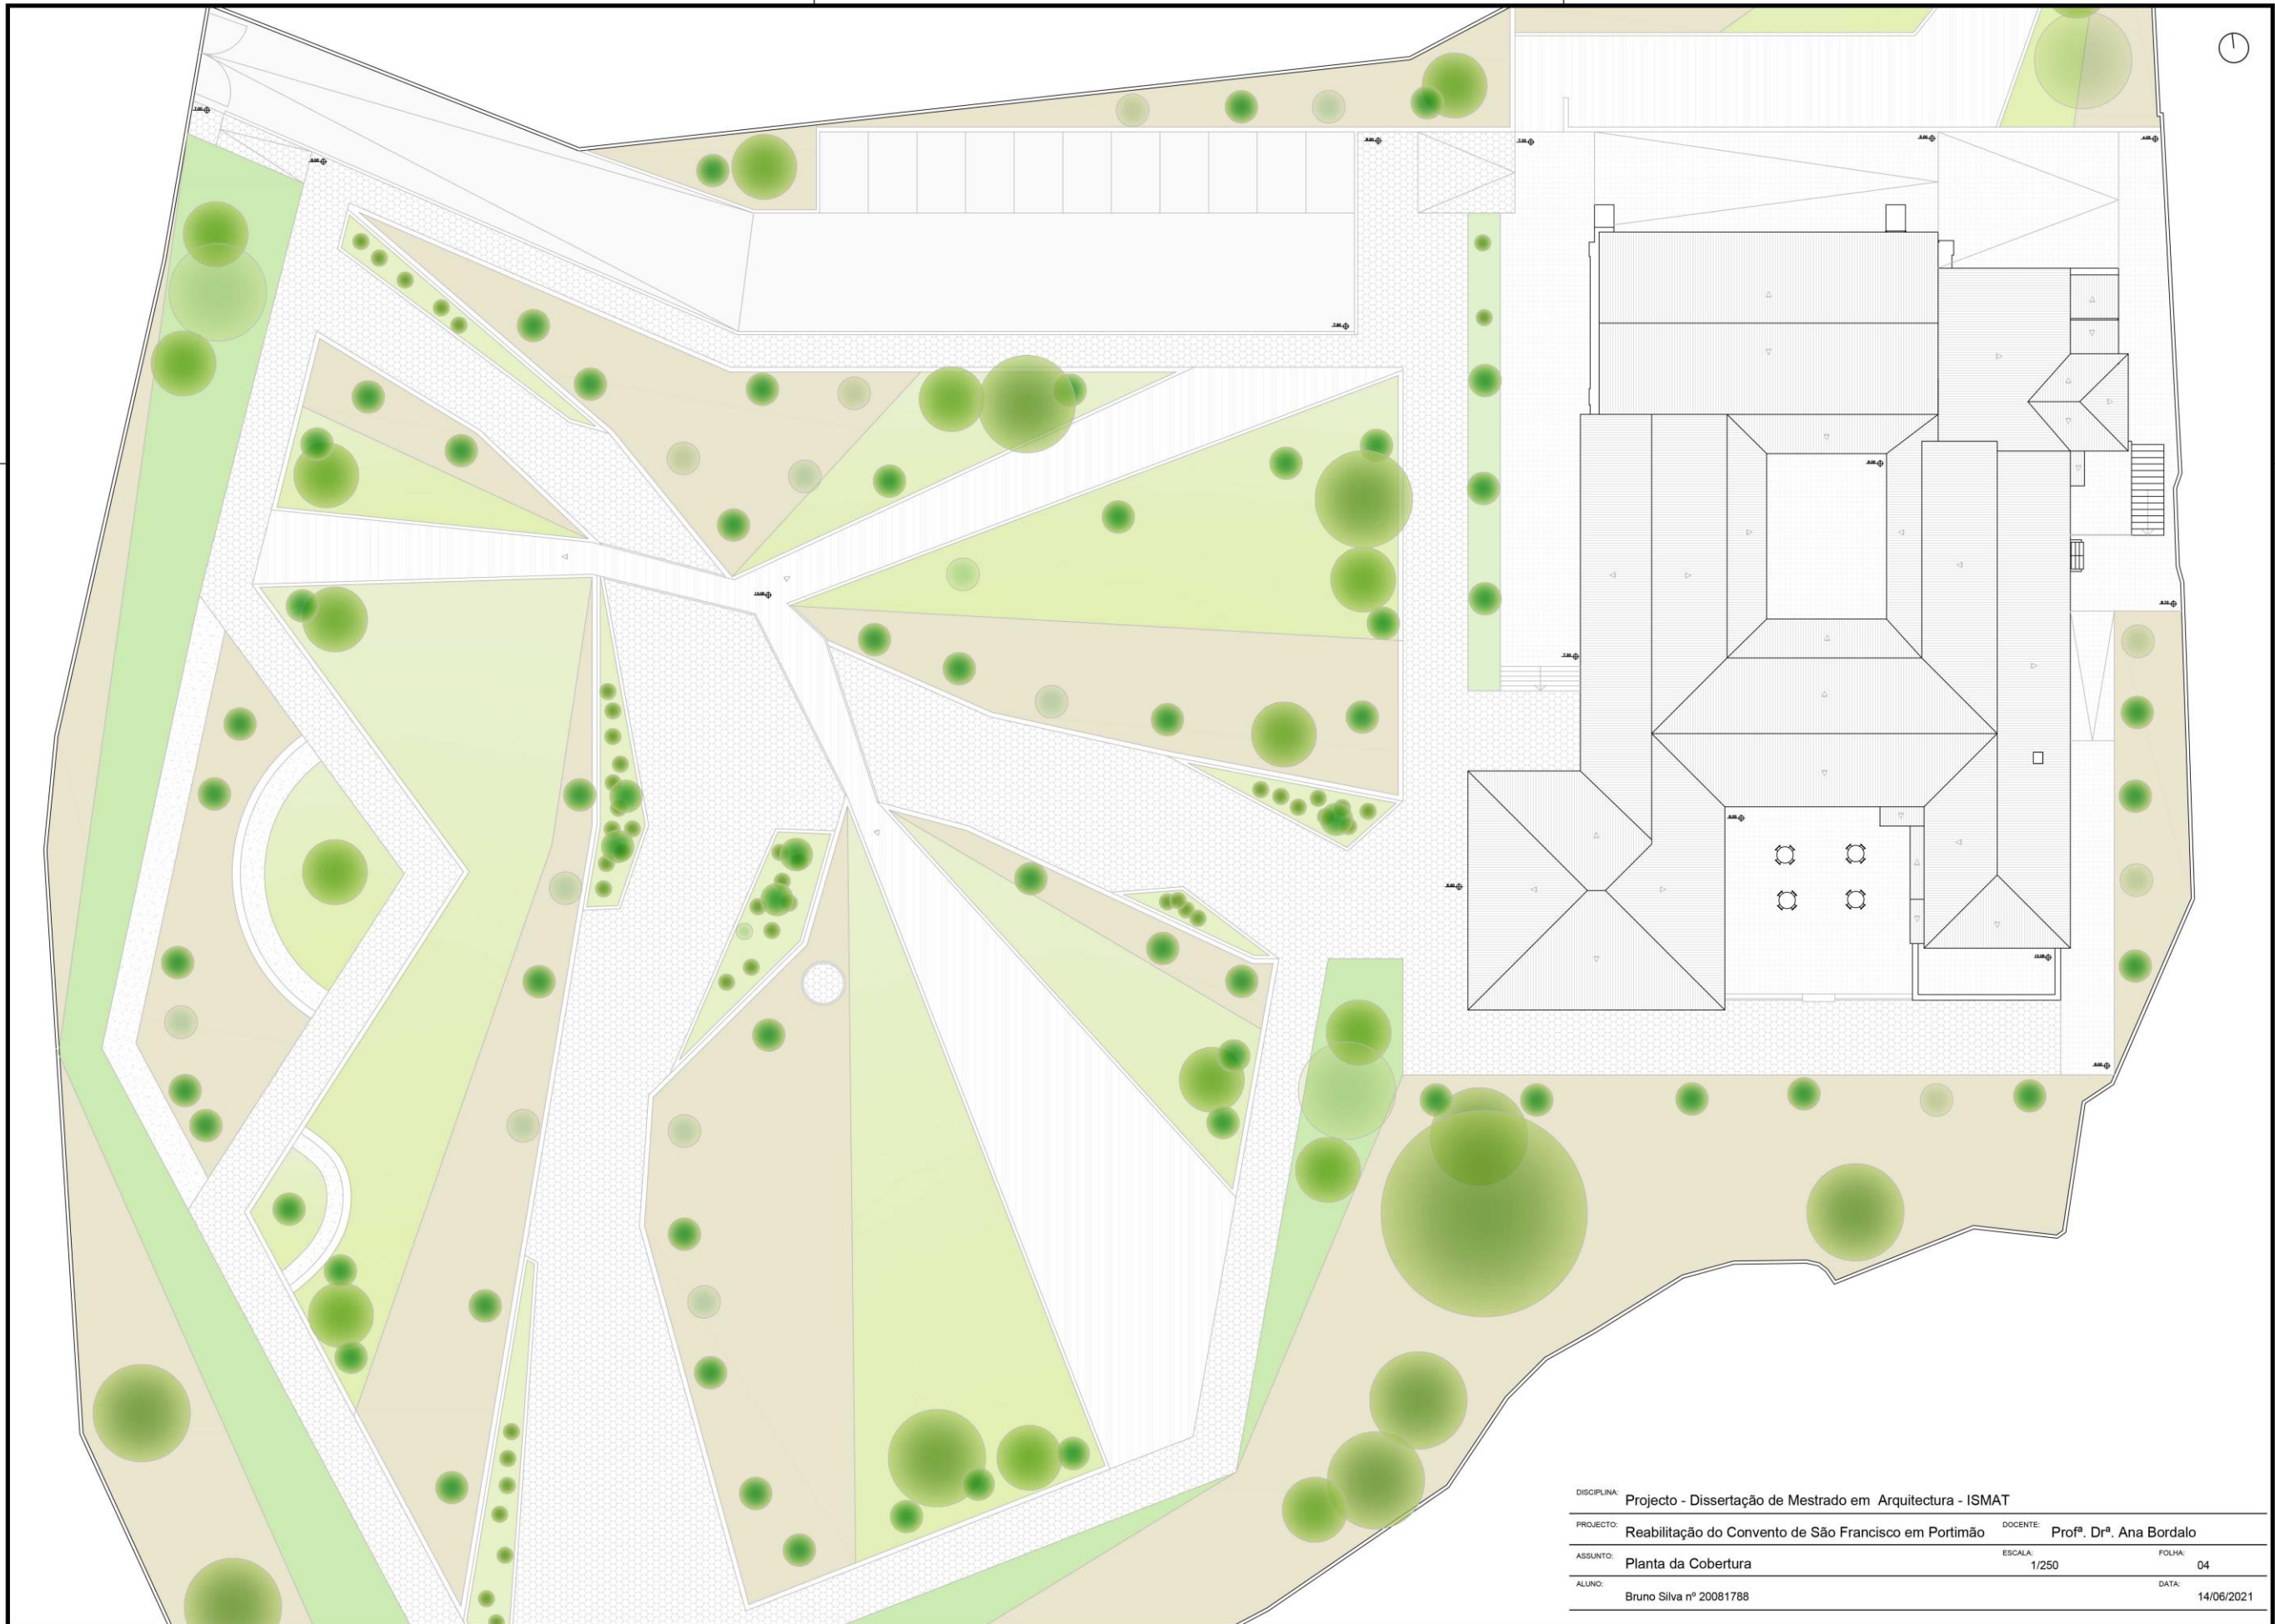 DISCIPLINA: Projecto - Dissertação de Mestrado em Arquitectura - ISMAT
PROJECTO: Reabilitação do Convento de São Francisco em Portimão DOCENTE: Profª. Drª. Ana Bordalo
ASSUNTO: Planta da Cobertura ESCALA: 1/250 FOLHA: 04
ALUNO: Bruno Silva nº 20081788 DATA: 14/06/2021